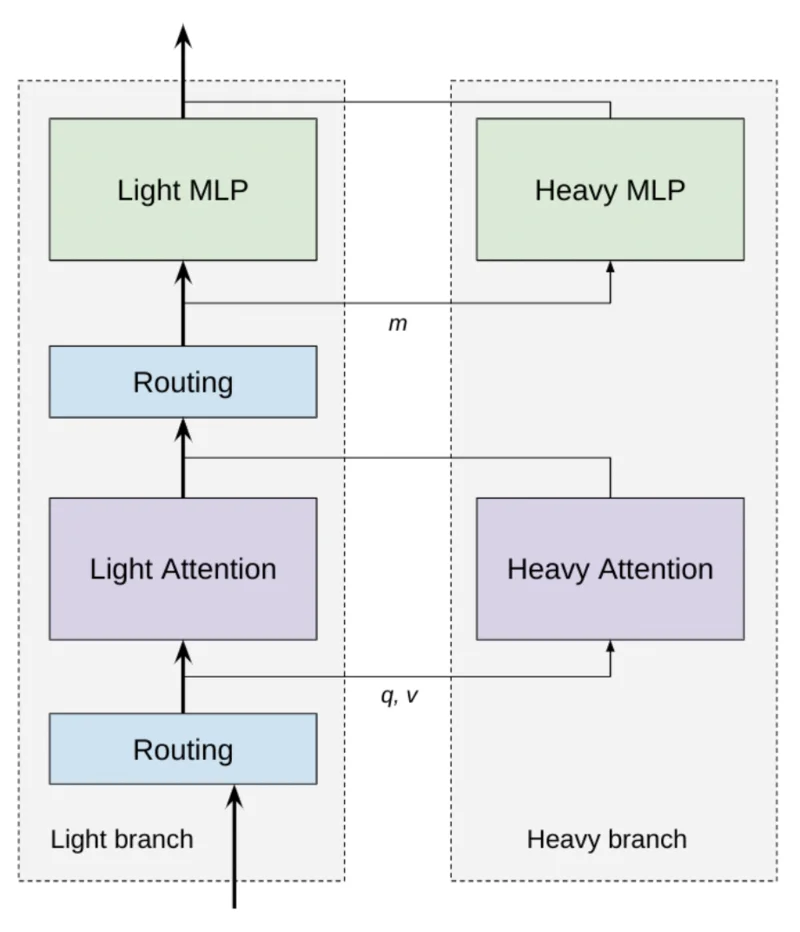 Light MLP
Heavy MLP
m
Routing
Light Attention
Heavy Attention
q, v
Routing
Light branch
Heavy branch